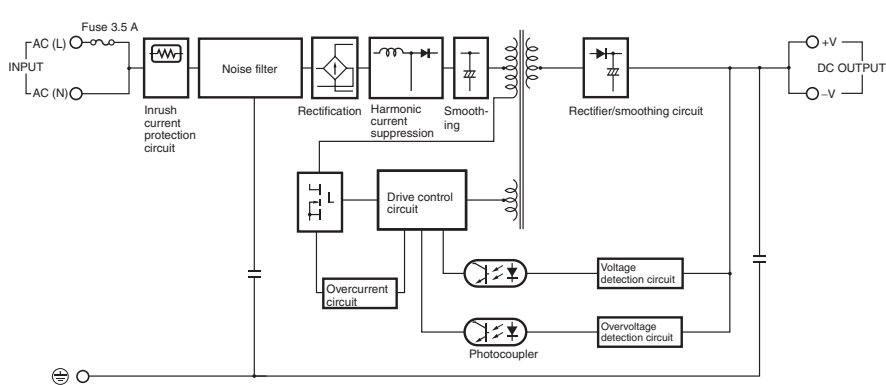 Fuse 3.5 A
AC (L)
INPUT
AC (N)
Noise filter
Inrush
current
protection
circuit
Rectification
Harmonic
current
suppression
Smooth-
ing
Rectifier/smoothing circuit
+V
DC OUTPUT
–V
Drive control
circuit
Overcurrent
circuit
Voltage
detection circuit
Overvoltage
detection circuit
Photocoupler